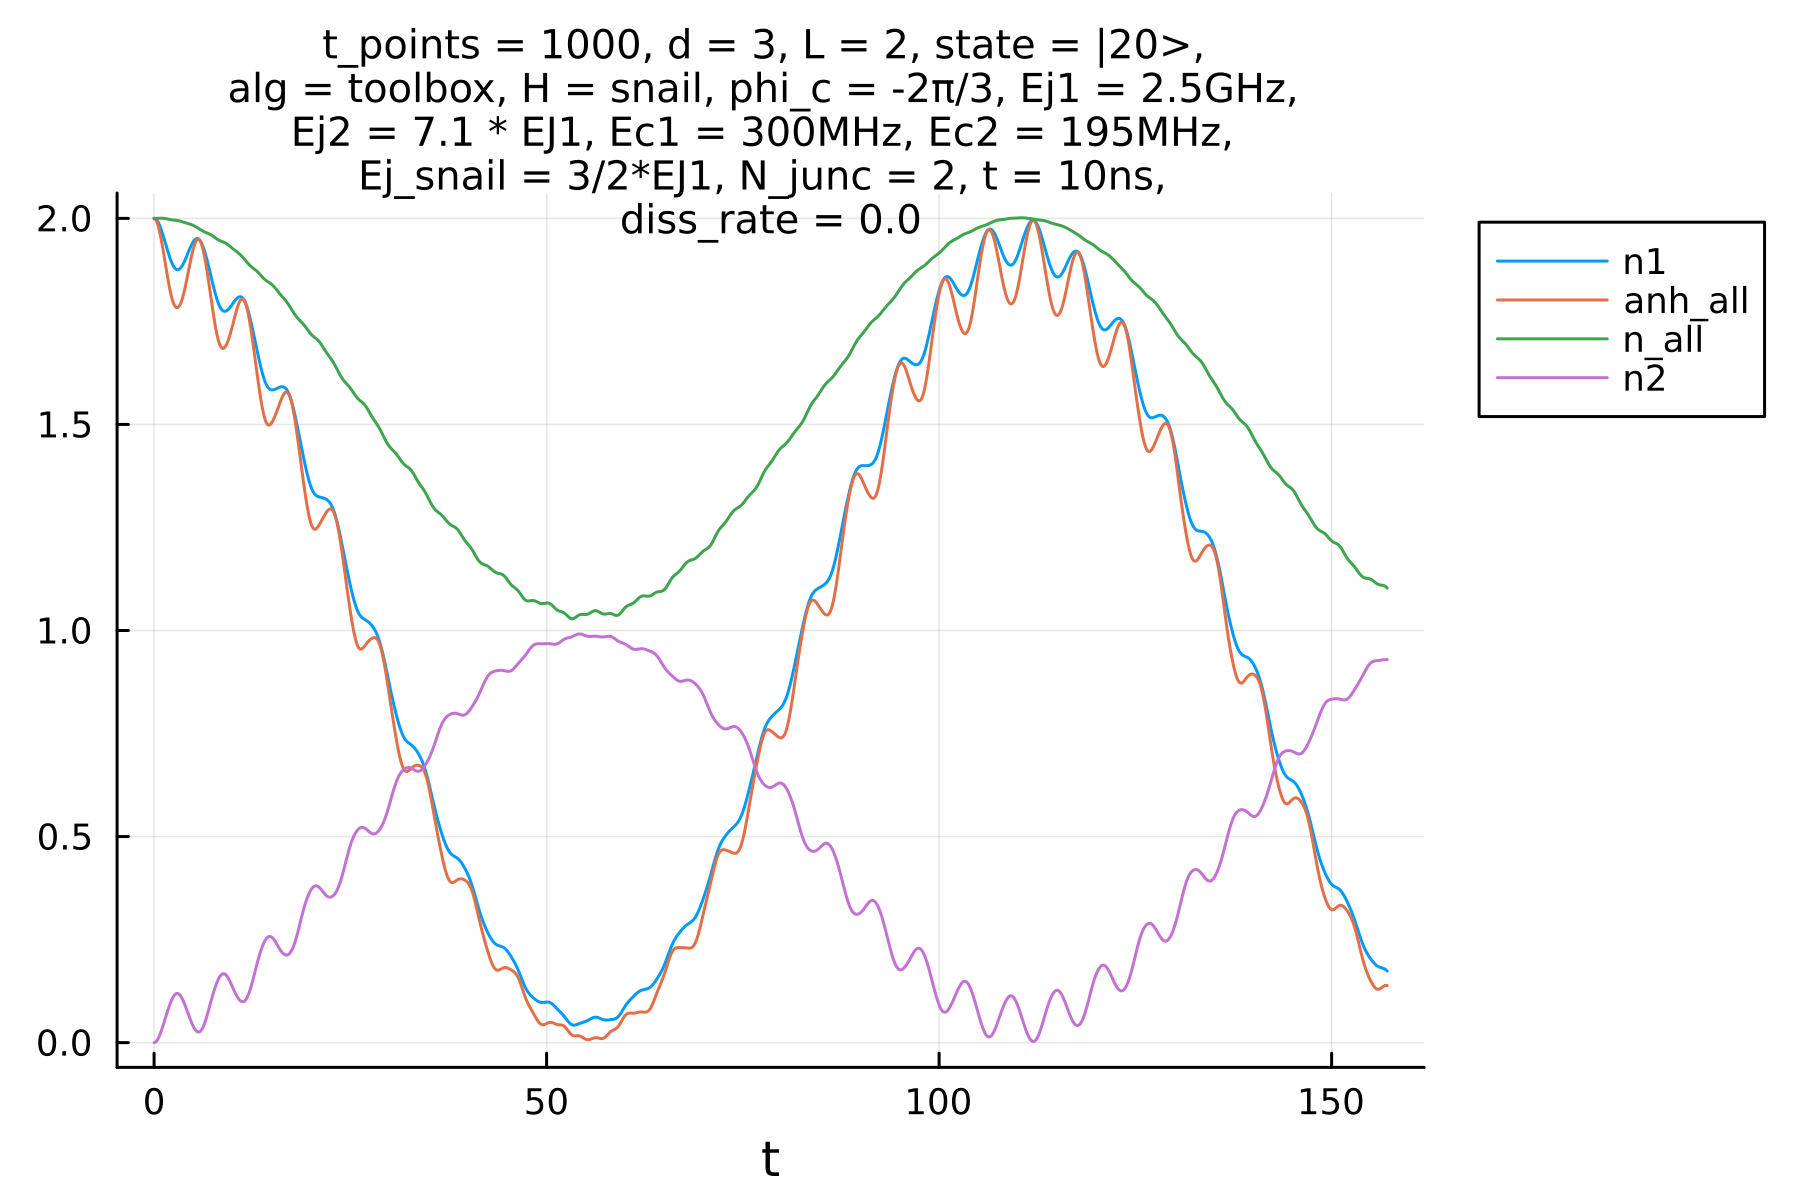 t_points = 1000, d = 3, L = 2, state = |20>,
alg = toolbox, H = snail, phi_c = -2π/3, Ej1 = 2.5GHz,
Ej2 = 7.1 * EJ1, Ec1 = 300MHz, Ec2 = 195MHz,
Ej_snail = 3/2*EJ1, N_junc = 2, t = 10ns,
diss_rate = 0.0
2.0
1.5
1.0
0.5
0.0
0 50 100 150
t
n1
anh_all
n_all
n2